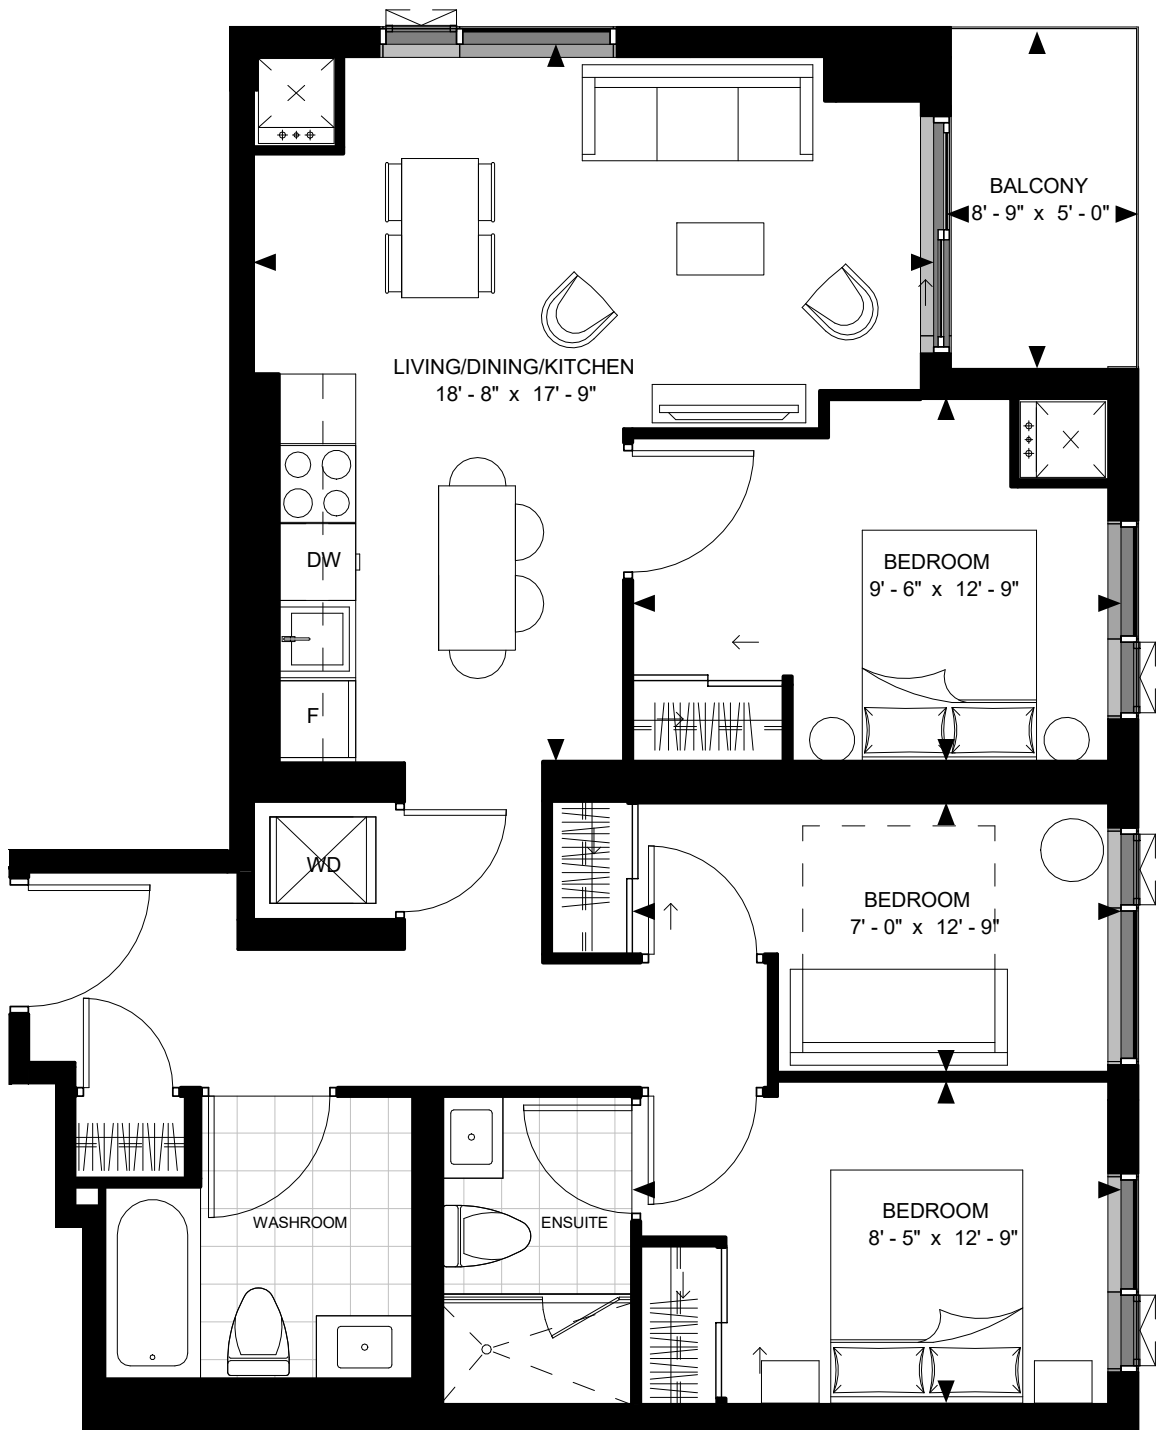 BALCONY
8' - 9" x 5' - 0"
LIVING/DINING/KITCHEN
18' - 8" x 17' - 9"
DW
BEDROOM
9' - 6" x 12' - 9"
F
WD
BEDROOM
7' - 0" x 12' - 9"
WASHROOM
ENSUITE
BEDROOM
8' - 5" x 12' - 9"